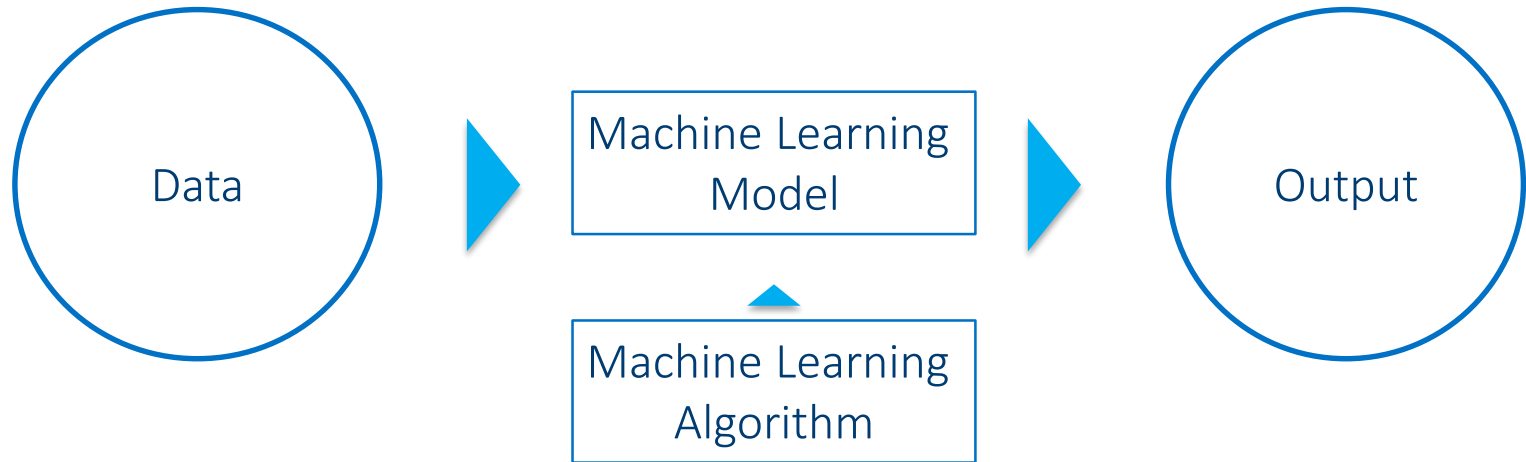 Data
Machine Learning
Model
Output
Machine Learning
Algorithm